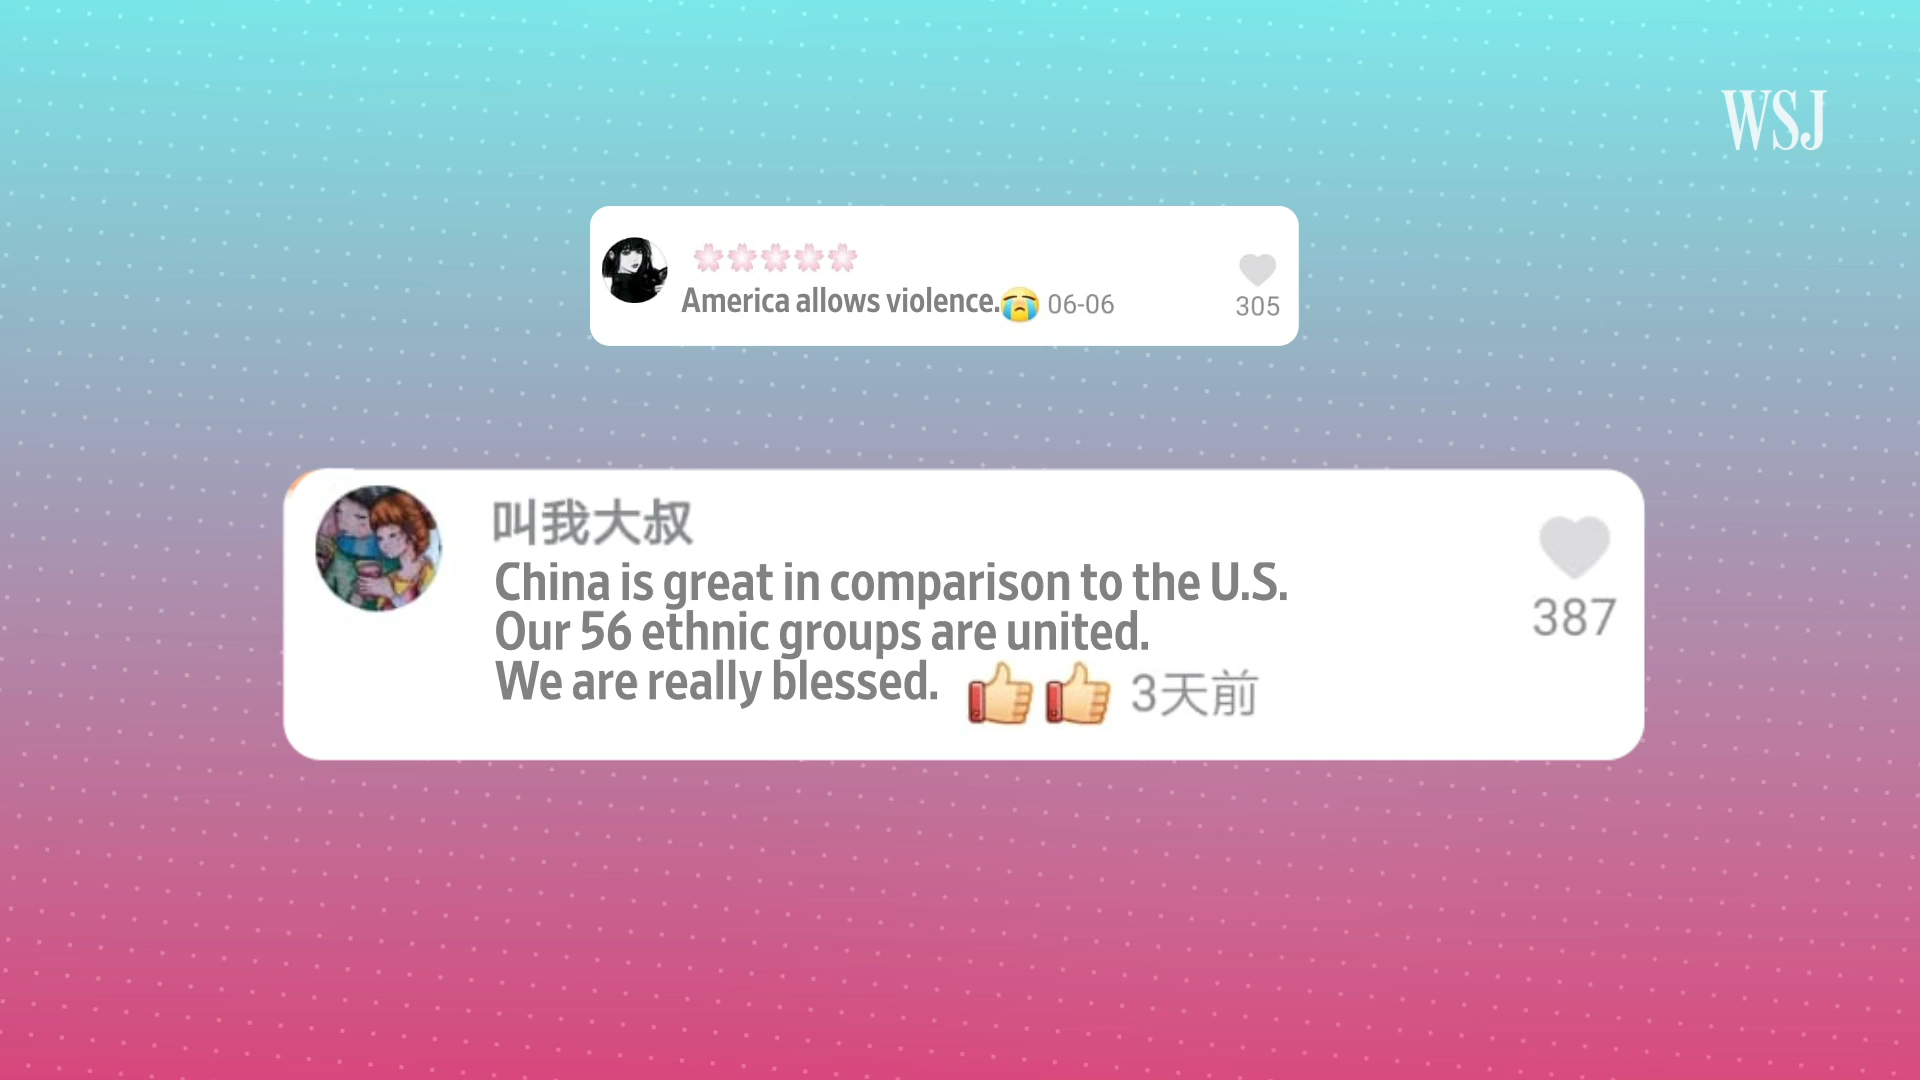 WSJ
🌸🌸🌸🌸🌸
America allows violence.😭 06-06
305
叫我大叔
China is great in comparison to the U.S.
Our 56 ethnic groups are united.
We are really blessed. 👍👍 3天前
387